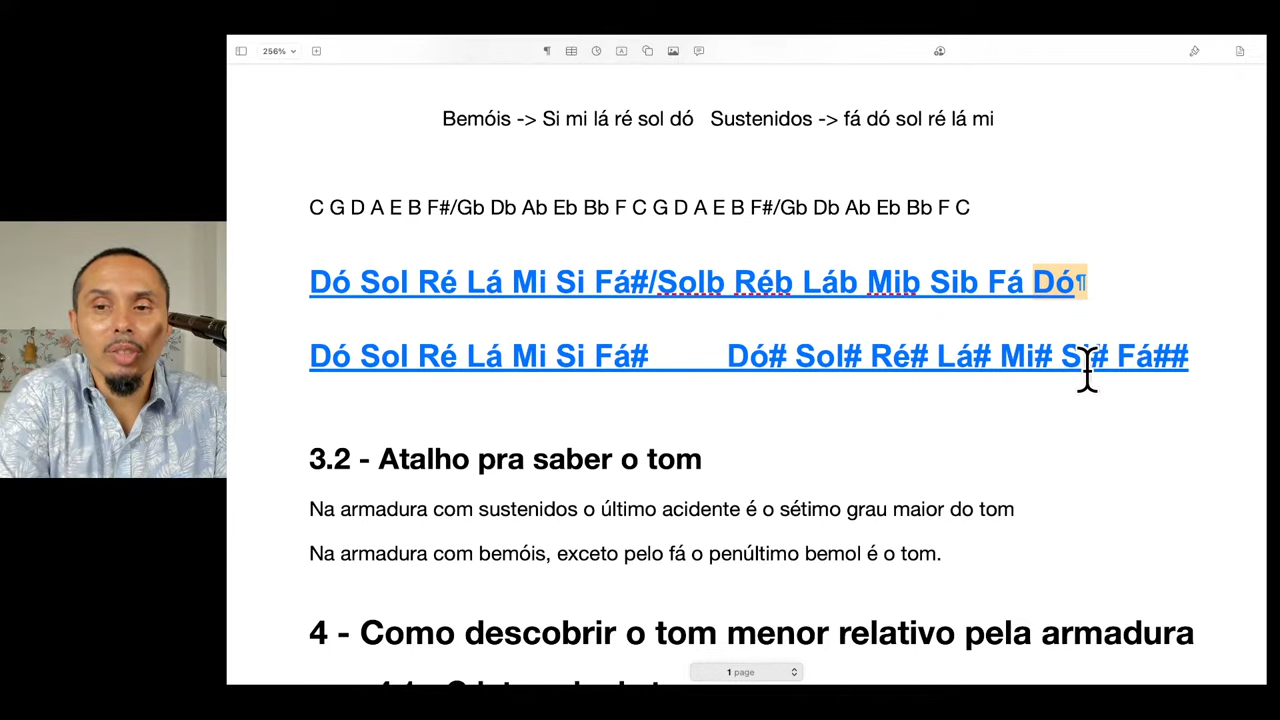 256%
Bemóis -> Si mi lá ré sol dó Sustenidos -> fá dó sol ré lá mi
C G D A E B F#/Gb Db Ab Eb Bb F C G D A E B F#/Gb Db Ab Eb Bb F C
Dó Sol Ré Lá Mi Si Fá#/Solb Réb Láb Mib Sib Fá Dó¶
Dó Sol Ré Lá Mi Si Fá# Dó# Sol# Ré# Lá# Mi# Si# Fá##
3.2 - Atalho pra saber o tom
Na armadura com sustenidos o último acidente é o sétimo grau maior do tom
Na armadura com bemóis, exceto pelo fá o penúltimo bemol é o tom.
4 - Como descobrir o tom menor relativo pela armadura
1 page